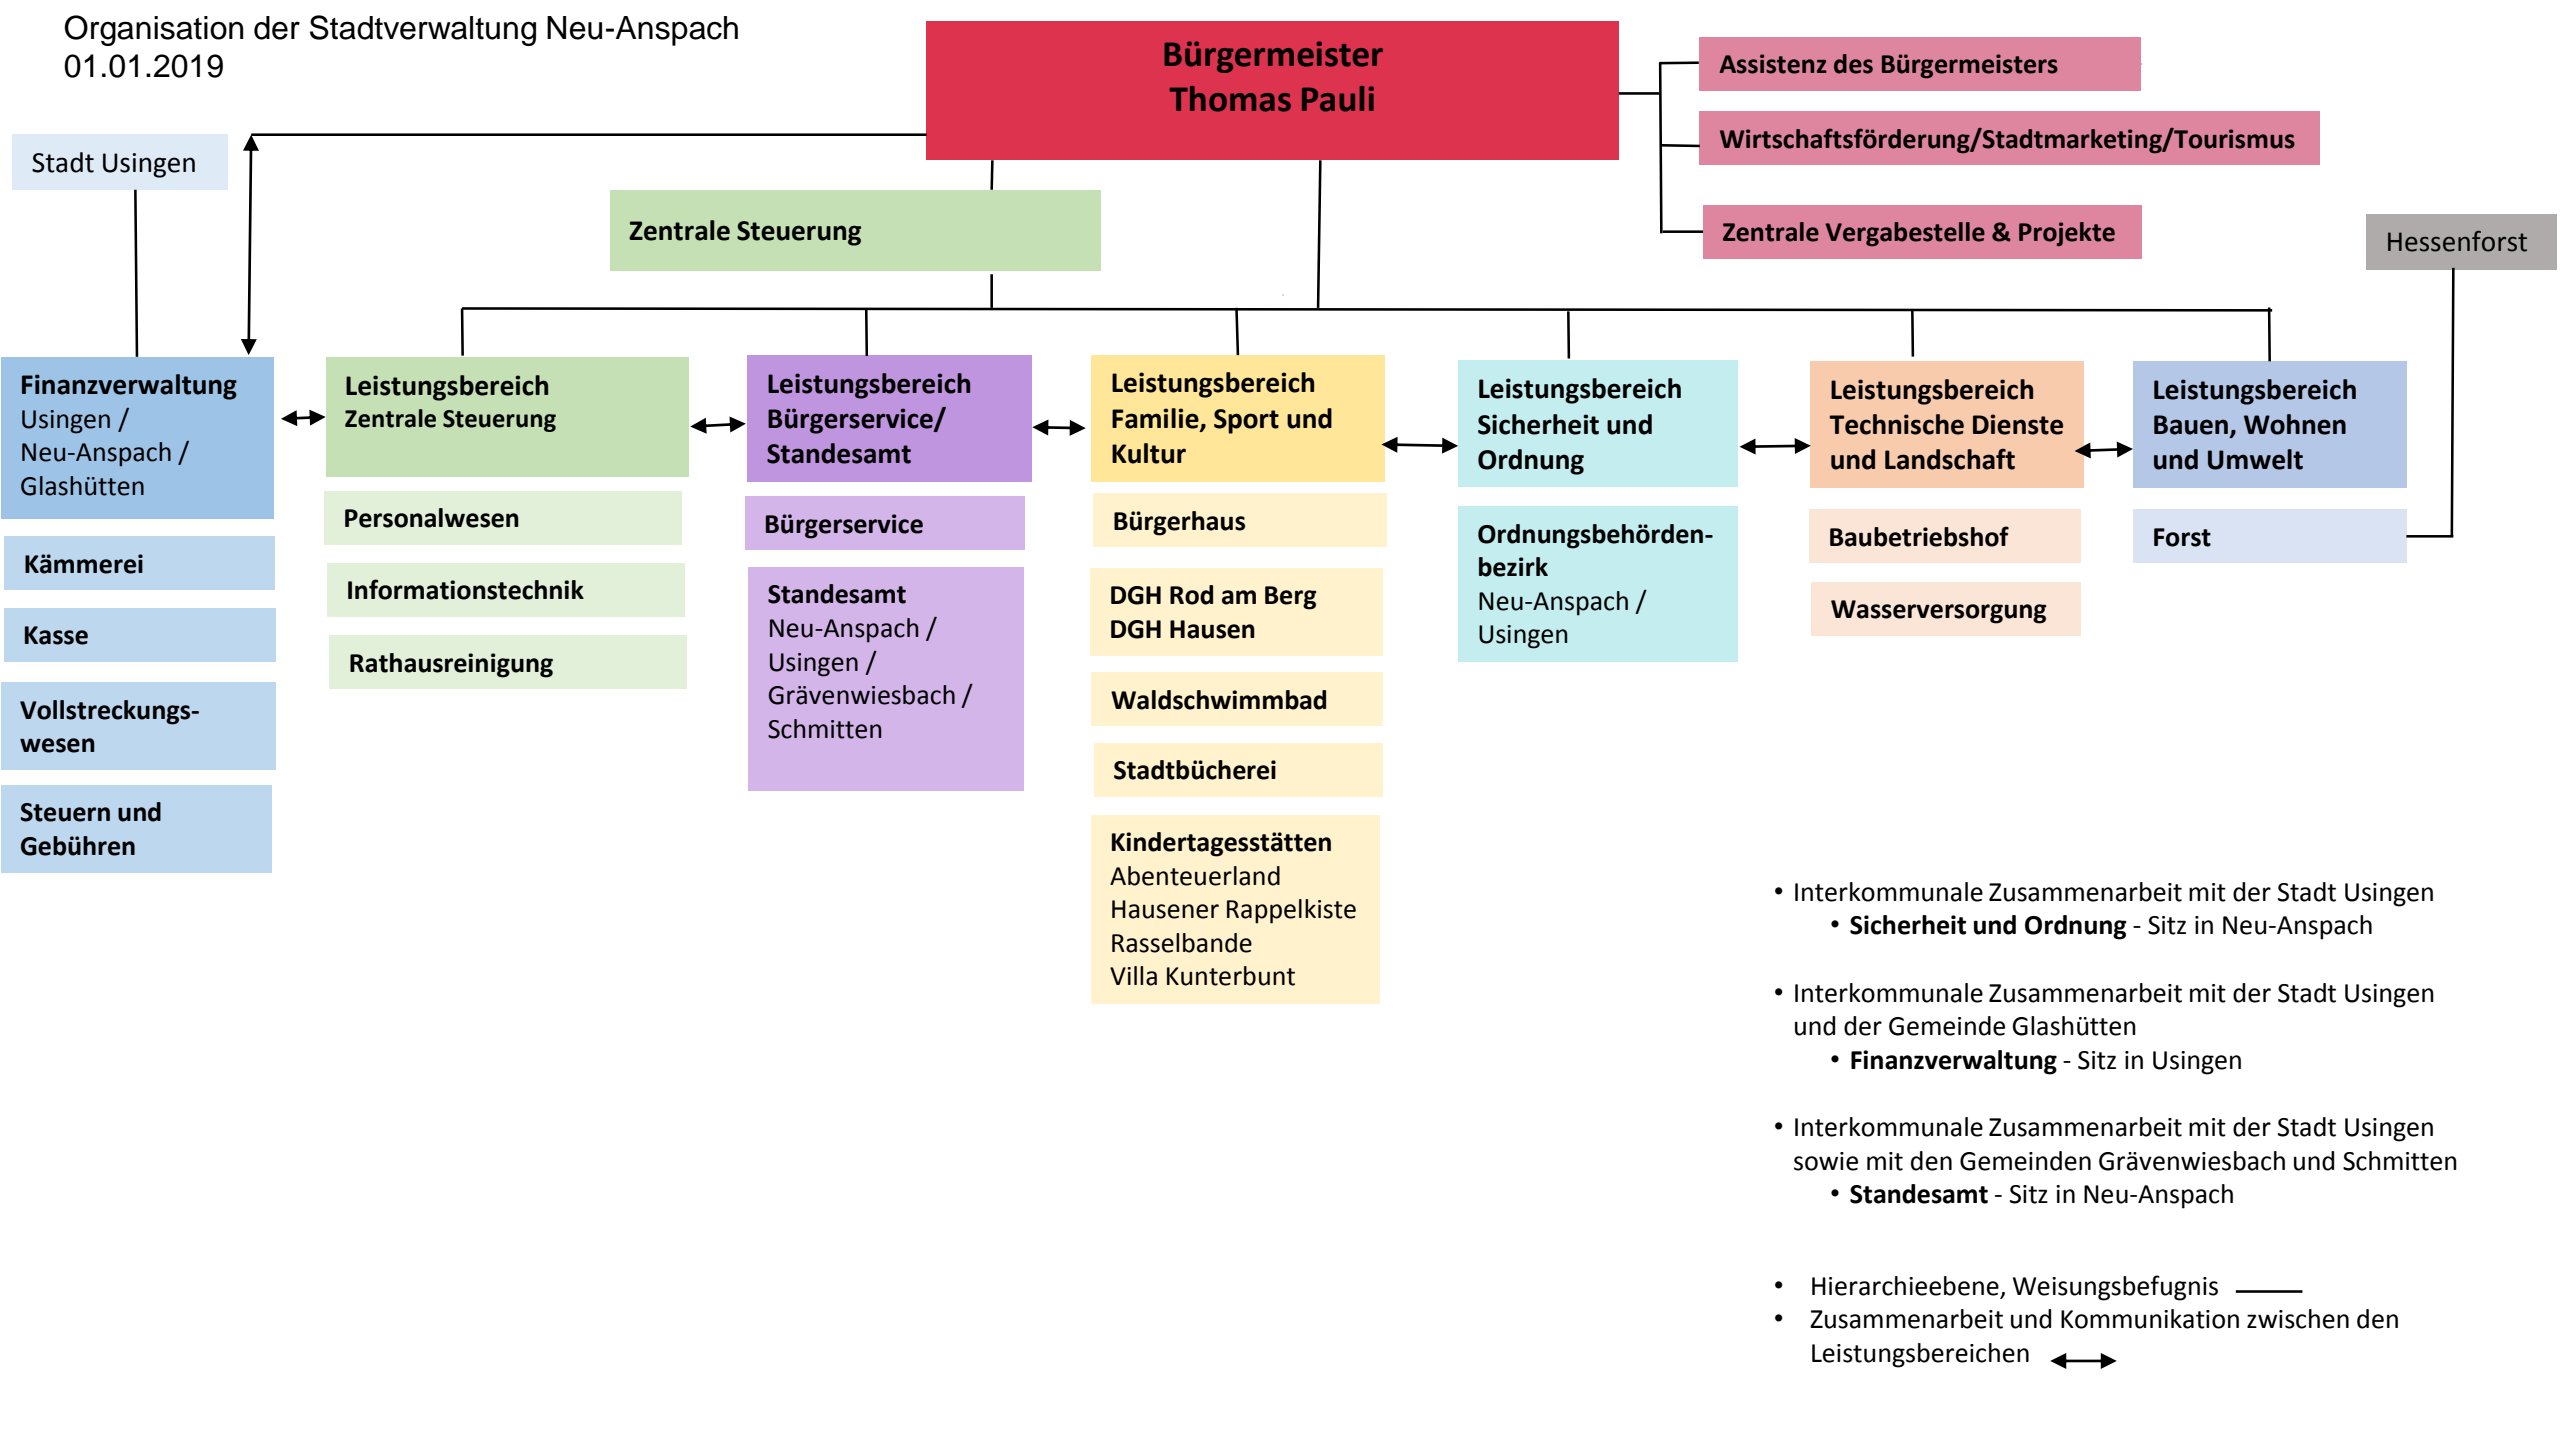 Organisation der Stadtverwaltung Neu-Anspach
01.01.2019
Bürgermeister
Thomas Pauli
Assistenz des Bürgermeisters
Wirtschaftsförderung/Stadtmarketing/Tourismus
Zentrale Vergabestelle & Projekte
Stadt Usingen
Zentrale Steuerung
Hessenforst
Finanzverwaltung
Usingen /
Neu-Anspach /
Glashütten
Kämmerei
Kasse
Vollstreckungs-
wesen
Steuern und
Gebühren
Leistungsbereich
Zentrale Steuerung
Personalwesen
Informationstechnik
Rathausreinigung
Leistungsbereich
Bürgerservice/
Standesamt
Bürgerservice
Standesamt
Neu-Anspach /
Usingen /
Grävenwiesbach /
Schmitten
Leistungsbereich
Familie, Sport und
Kultur
Bürgerhaus
DGH Rod am Berg
DGH Hausen
Waldschwimmbad
Stadtbücherei
Kindertagesstätten
Abenteuerland
Hausener Rappelkiste
Rasselbande
Villa Kunterbunt
Leistungsbereich
Sicherheit und
Ordnung
Ordnungsbehörden-
bezirk
Neu-Anspach /
Usingen
Leistungsbereich
Technische Dienste
und Landschaft
Baubetriebshof
Wasserversorgung
Leistungsbereich
Bauen, Wohnen
und Umwelt
Forst
• Interkommunale Zusammenarbeit mit der Stadt Usingen
• Sicherheit und Ordnung - Sitz in Neu-Anspach
• Interkommunale Zusammenarbeit mit der Stadt Usingen
und der Gemeinde Glashütten
• Finanzverwaltung - Sitz in Usingen
• Interkommunale Zusammenarbeit mit der Stadt Usingen
sowie mit den Gemeinden Grävenwiesbach und Schmitten
• Standesamt - Sitz in Neu-Anspach
• Hierarchieebene, Weisungsbefugnis
• Zusammenarbeit und Kommunikation zwischen den
Leistungsbereichen